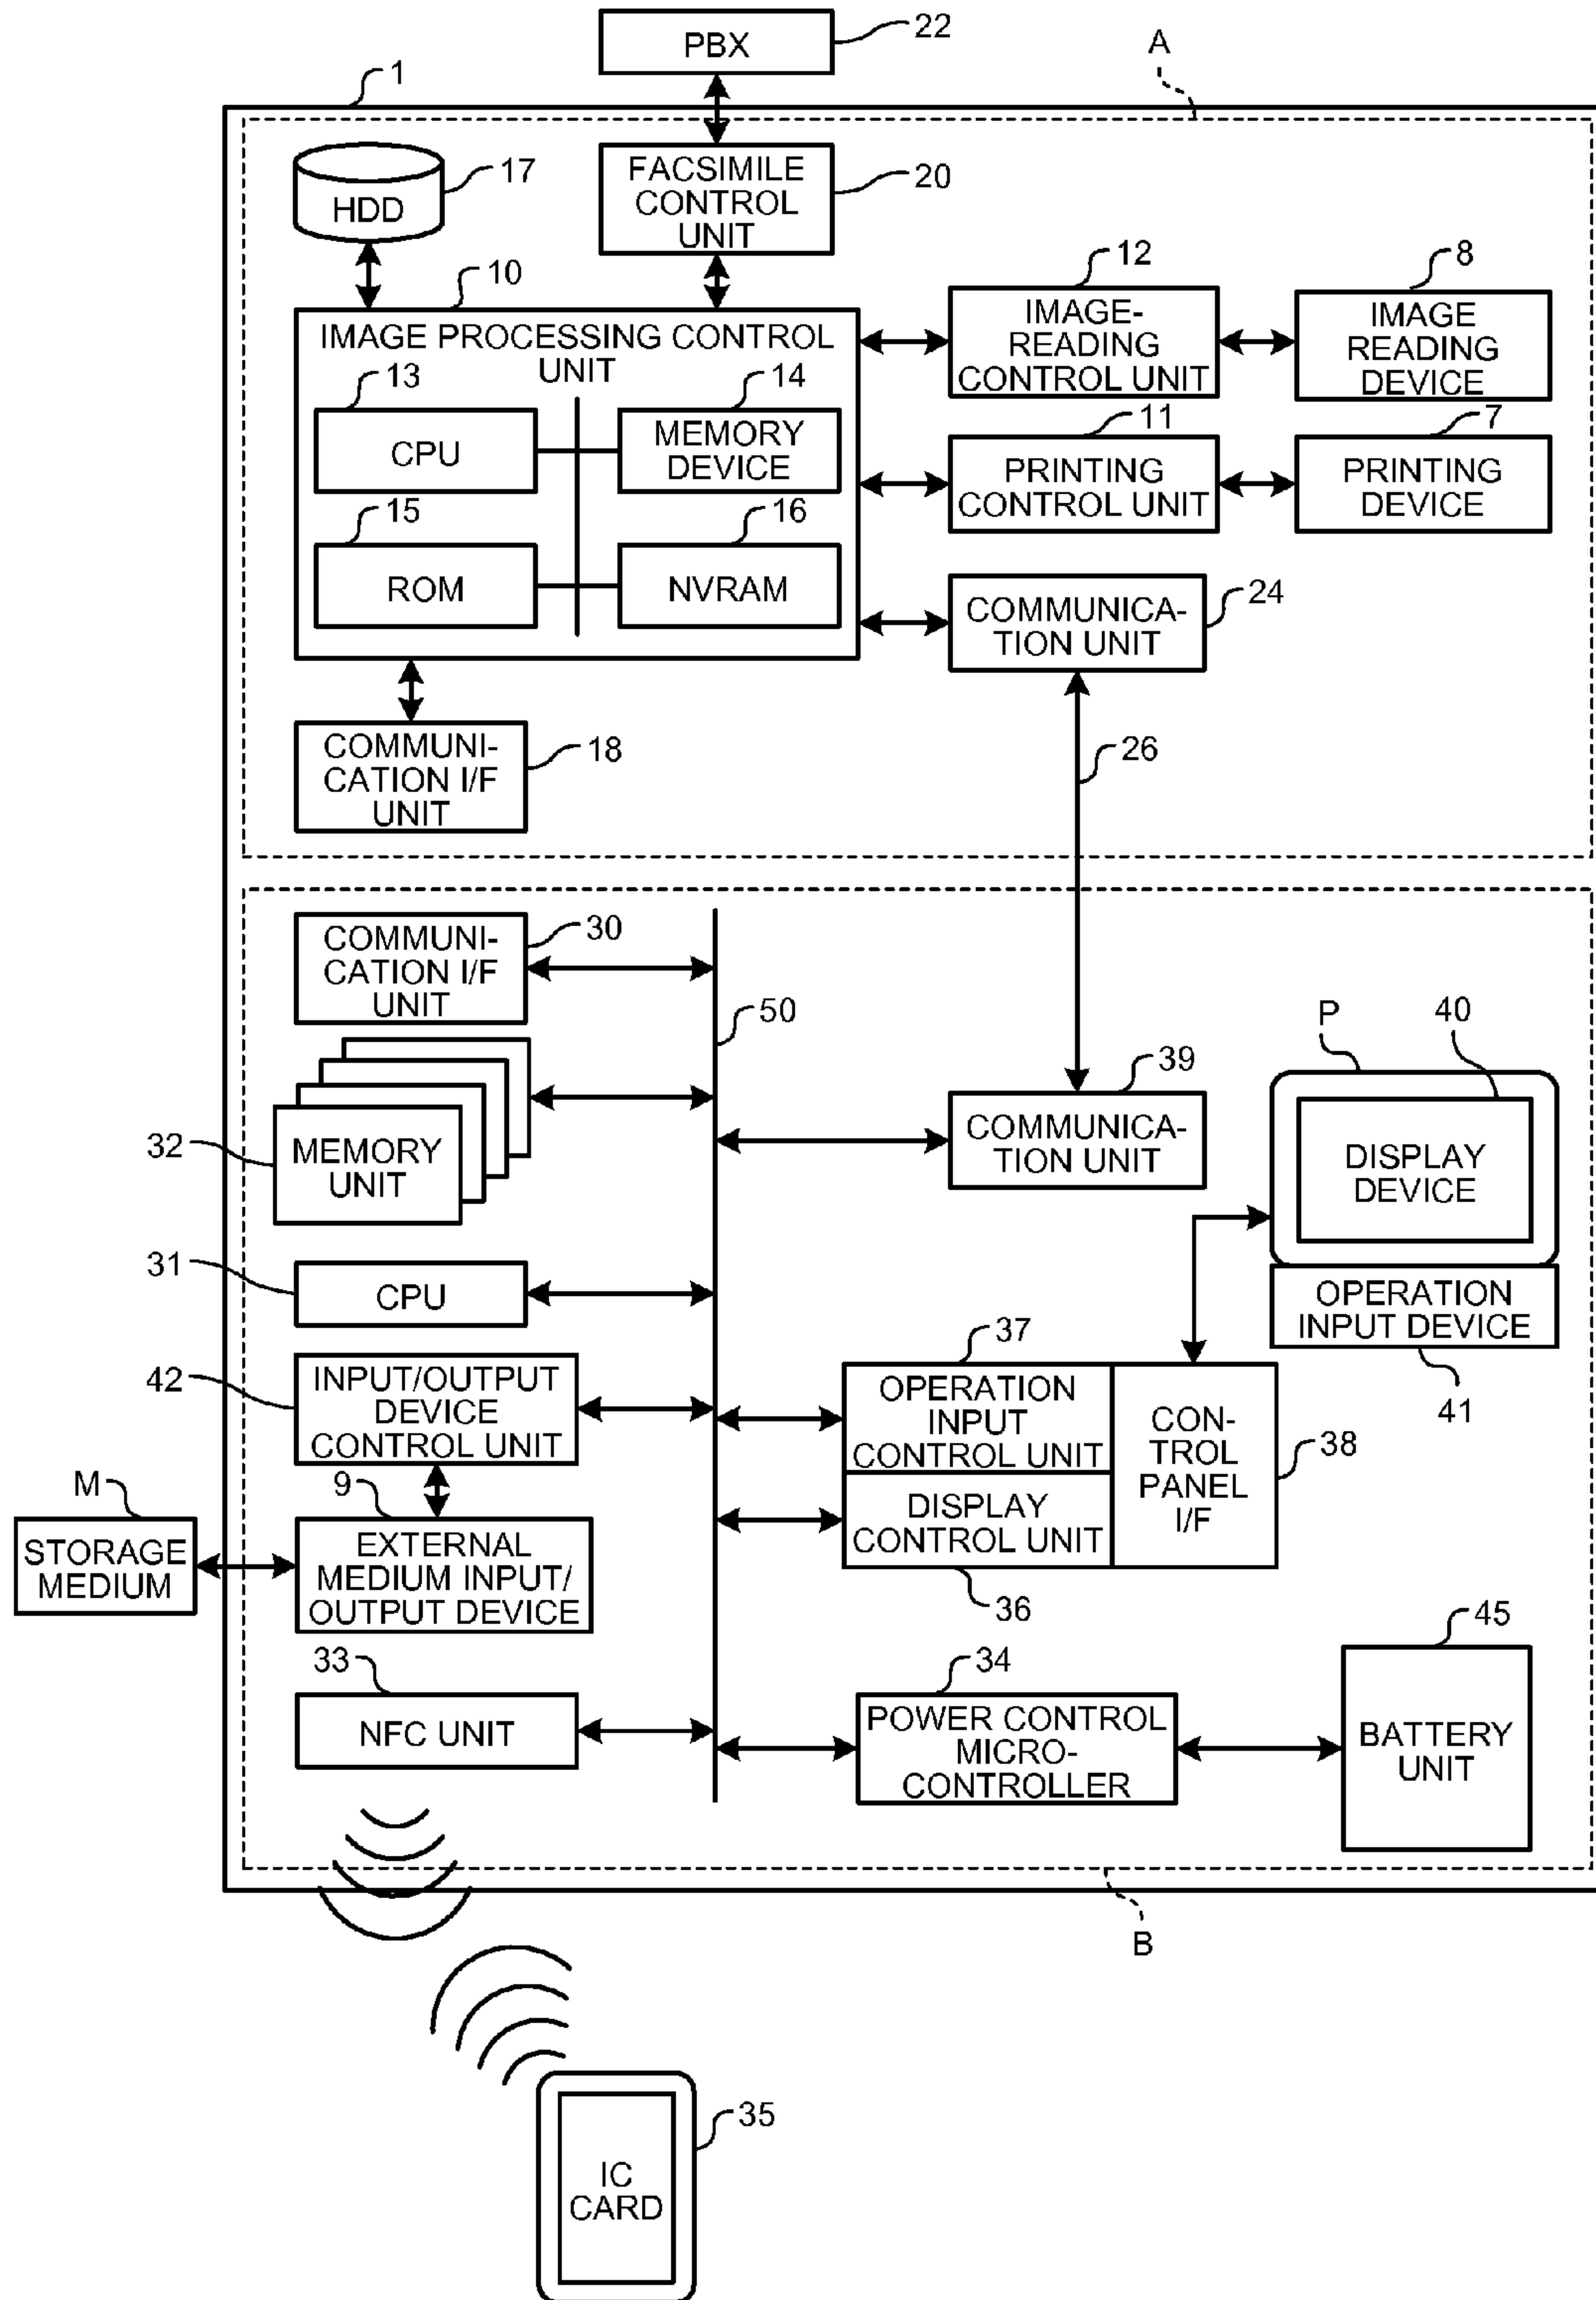 22
PBX
A
1
17
HDD
FACSIMILE
CONTROL
UNIT
20
10
12
8
IMAGE PROCESSING CONTROL
UNIT
IMAGE-
READING
CONTROL UNIT
IMAGE
READING
DEVICE
13
14
CPU
MEMORY
DEVICE
11
7
PRINTING
CONTROL UNIT
PRINTING
DEVICE
15
16
ROM
NVRAM
COMMUNICA-
TION UNIT
24
COMMUNI-
CATION I/F
UNIT
18
26
COMMUNI-
CATION I/F
UNIT
30
50
P
40
39
32
MEMORY
UNIT
COMMUNICA-
TION UNIT
DISPLAY
DEVICE
31
CPU
OPERATION
INPUT DEVICE
41
37
42
INPUT/OUTPUT
DEVICE
CONTROL UNIT
OPERATION
INPUT
CONTROL UNIT
CON-
TROL
PANEL
I/F
38
M
9
DISPLAY
CONTROL UNIT
STORAGE
MEDIUM
EXTERNAL
MEDIUM INPUT/
OUTPUT DEVICE
36
45
33
34
NFC UNIT
POWER CONTROL
MICRO-
CONTROLLER
BATTERY
UNIT
B
35
IC
CARD